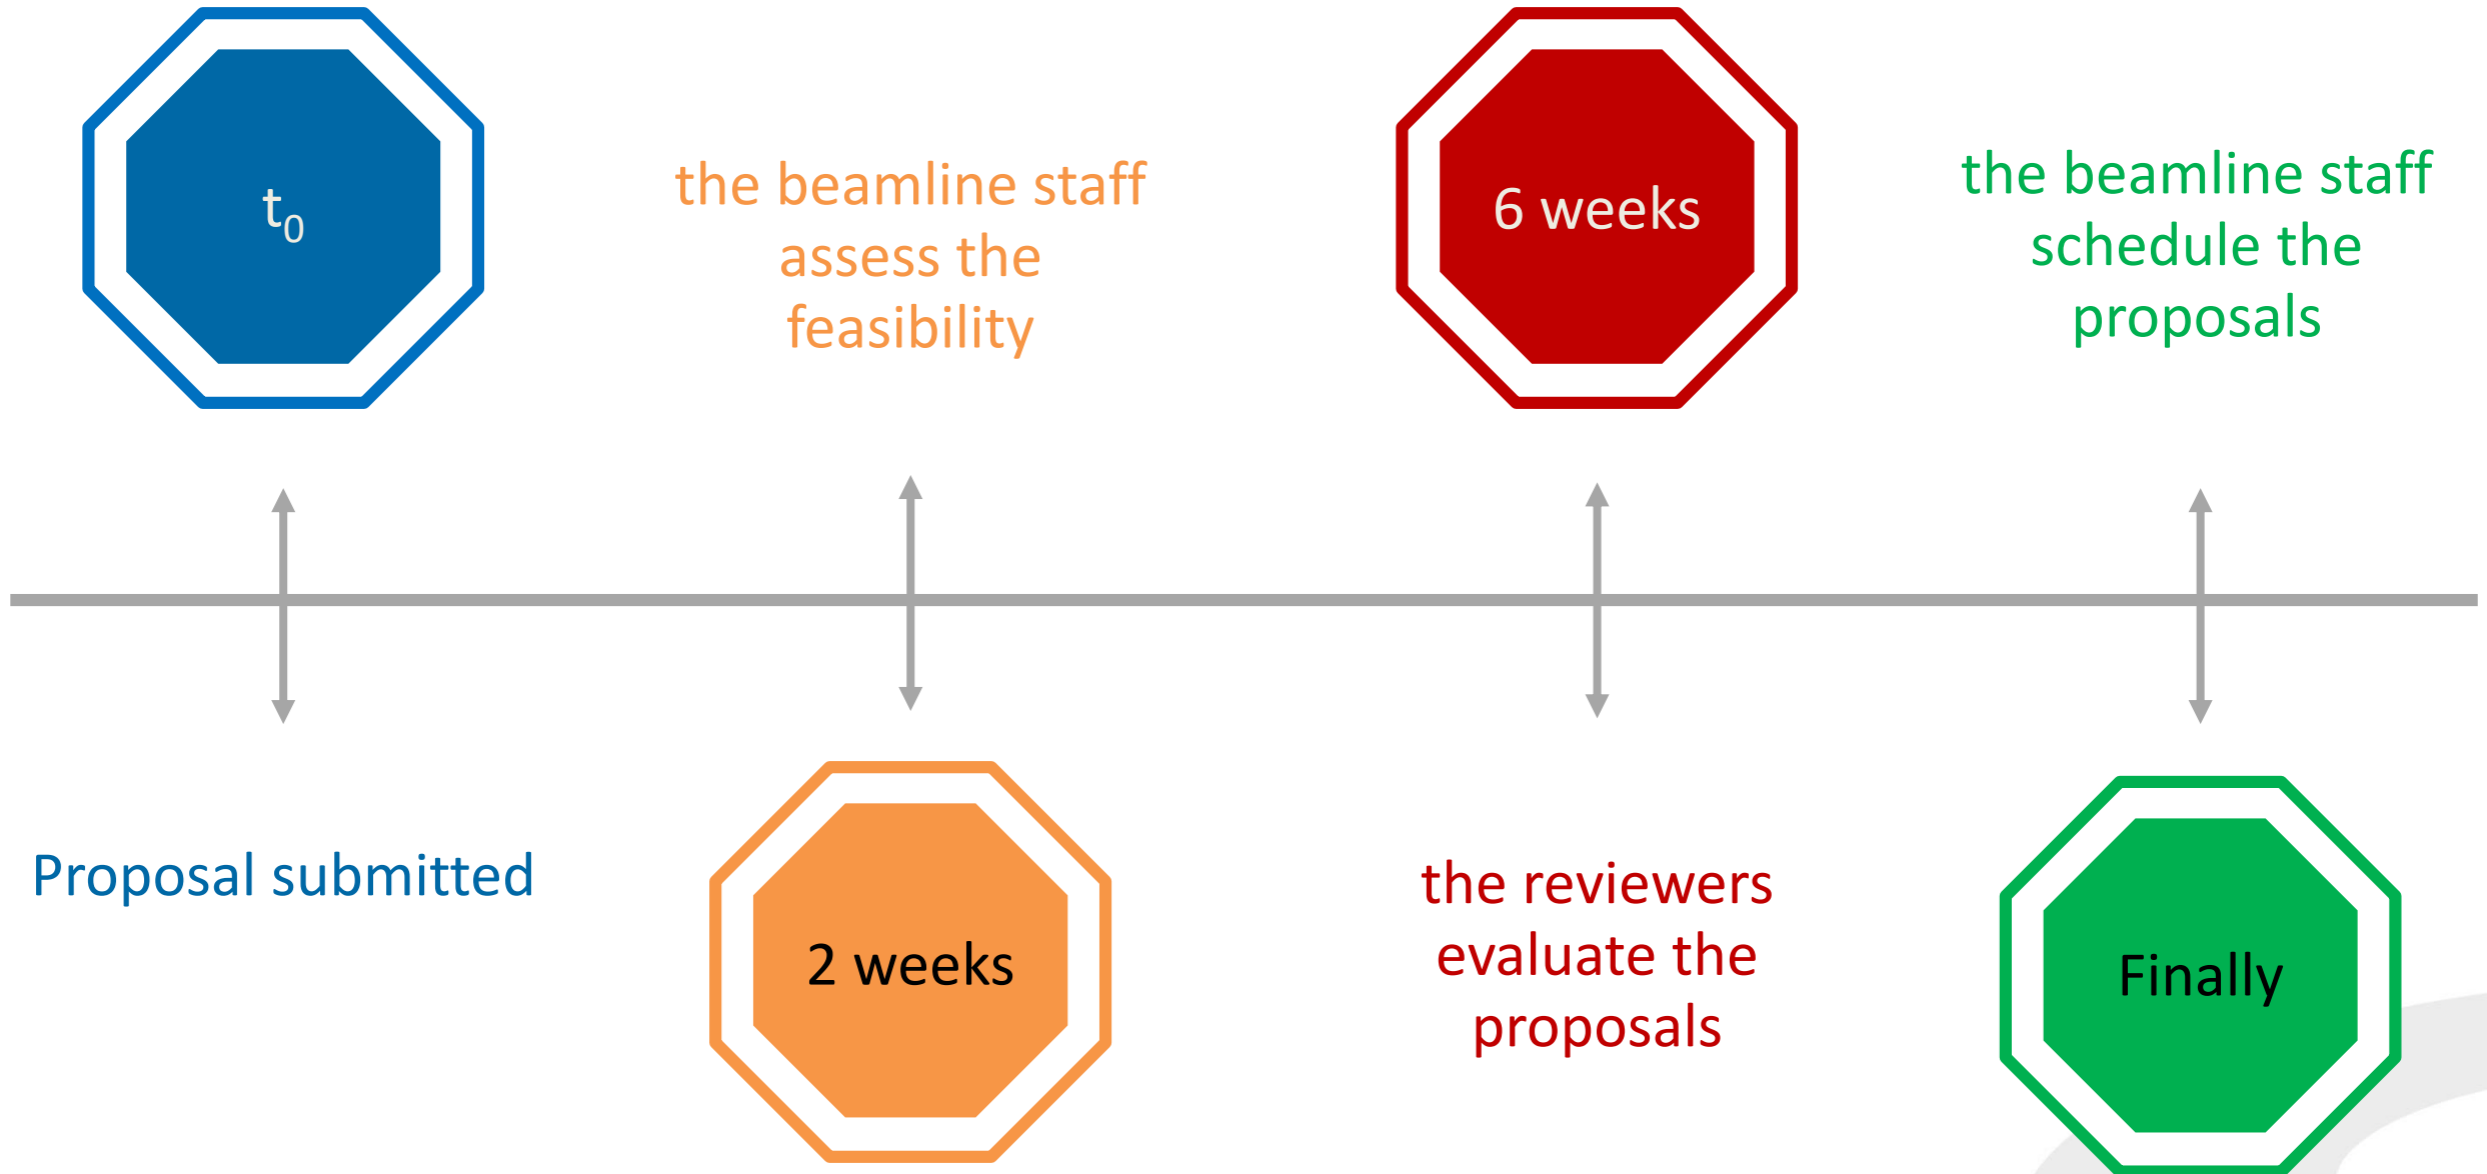 t₀
Proposal submitted
the beamline staff
assess the
feasibility
2 weeks
6 weeks
the reviewers
evaluate the
proposals
the beamline staff
schedule the
proposals
Finally